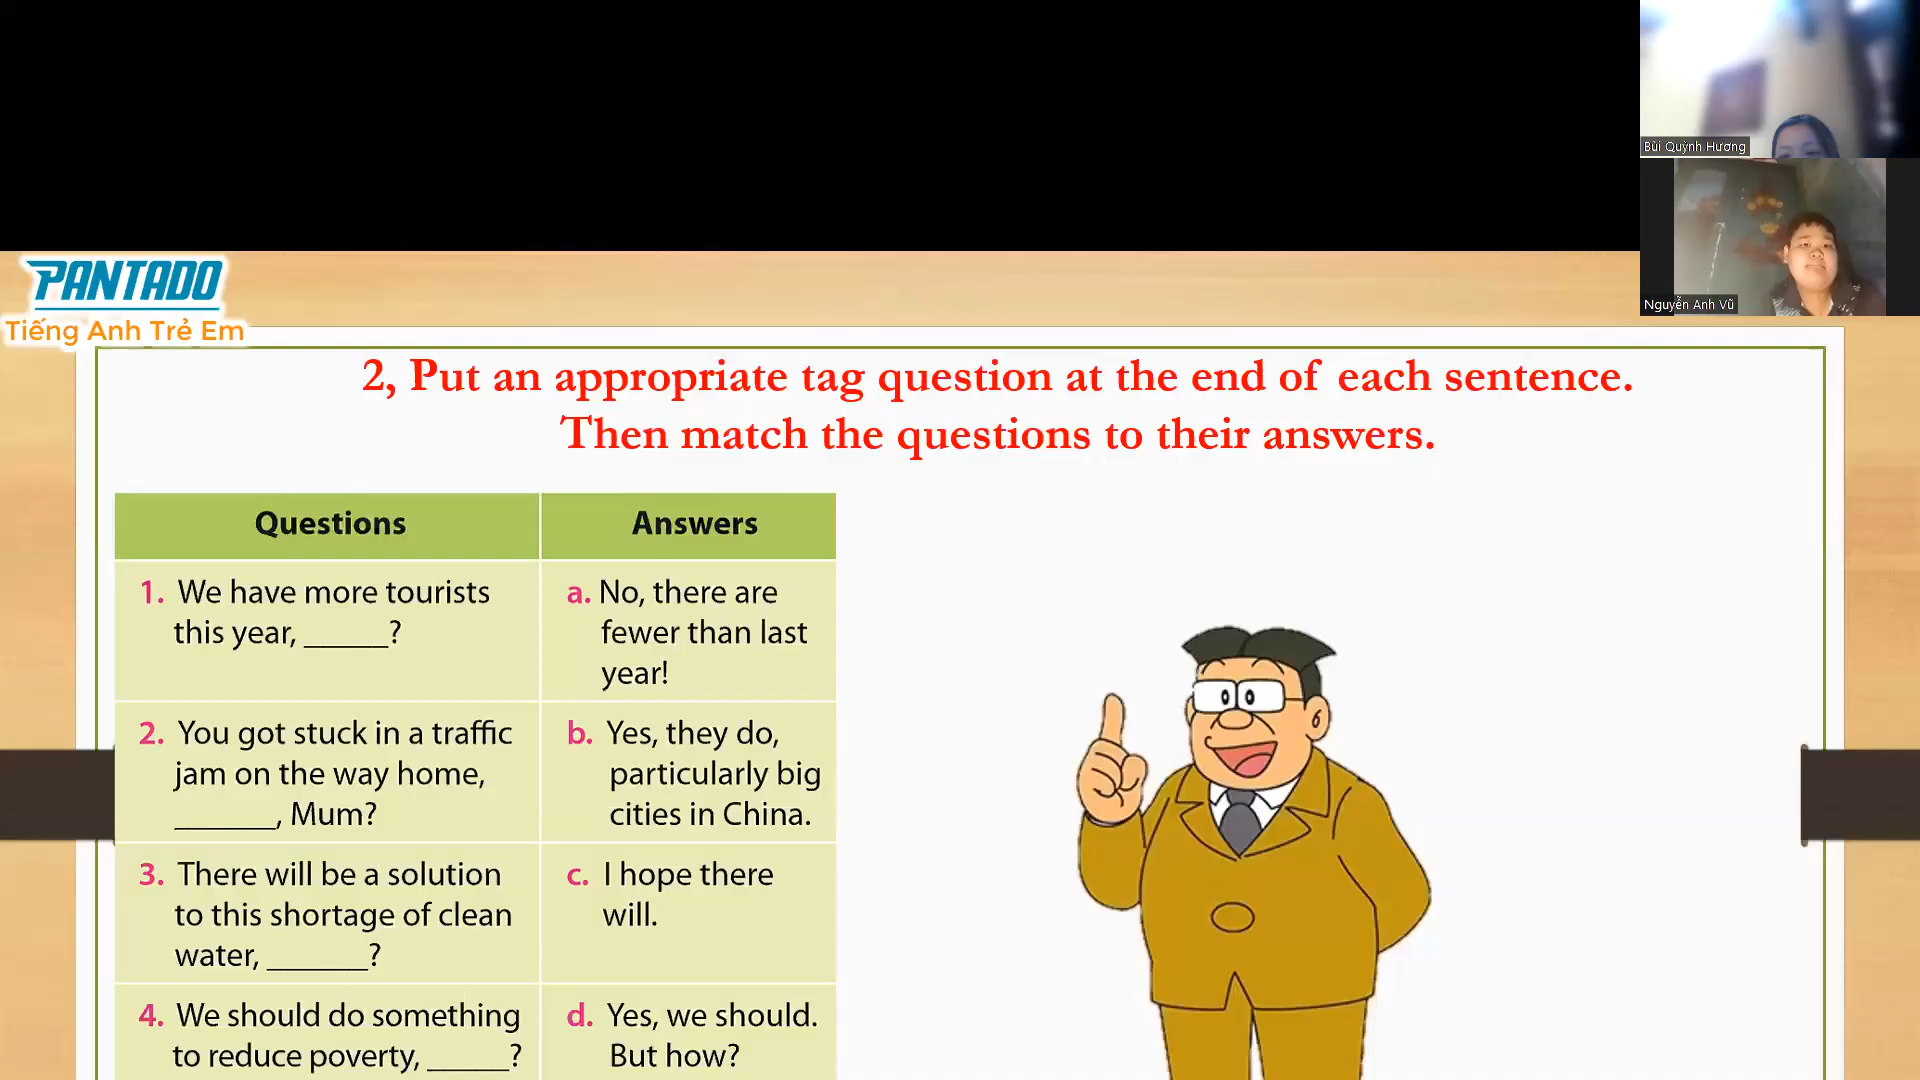 Bùi Quỳnh Hương
Nguyễn Anh Vũ
PANTADO
Tiếng Anh Trẻ Em
2, Put an appropriate tag question at the end of each sentence.
Then match the questions to their answers.
Questions
Answers
1. We have more tourists
this year, _____?
a. No, there are
fewer than last
year!
2. You got stuck in a traffic
jam on the way home,
______, Mum?
b. Yes, they do,
particularly big
cities in China.
3. There will be a solution
to this shortage of clean
water, ______?
c. I hope there
will.
4. We should do something
to reduce poverty, _____?
d. Yes, we should.
But how?